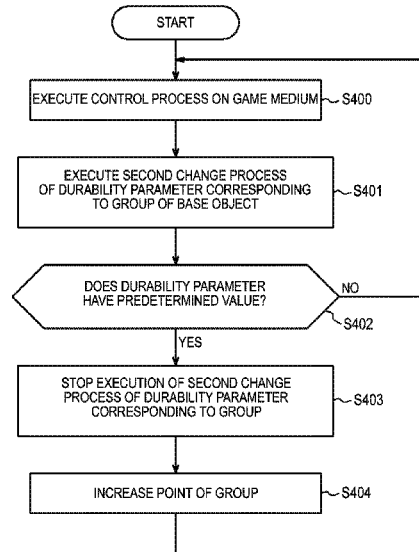 START
EXECUTE CONTROL PROCESS ON GAME MEDIUM
S400
EXECUTE SECOND CHANGE PROCESS
OF DURABILITY PARAMETER CORRESPONDING
TO GROUP OF BASE OBJECT
S401
DOES DURABILITY PARAMETER
HAVE PREDETERMINED VALUE?
NO
S402
YES
STOP EXECUTION OF SECOND CHANGE
PROCESS OF DURABILITY PARAMETER
CORRESPONDING TO GROUP
S403
INCREASE POINT OF GROUP
S404